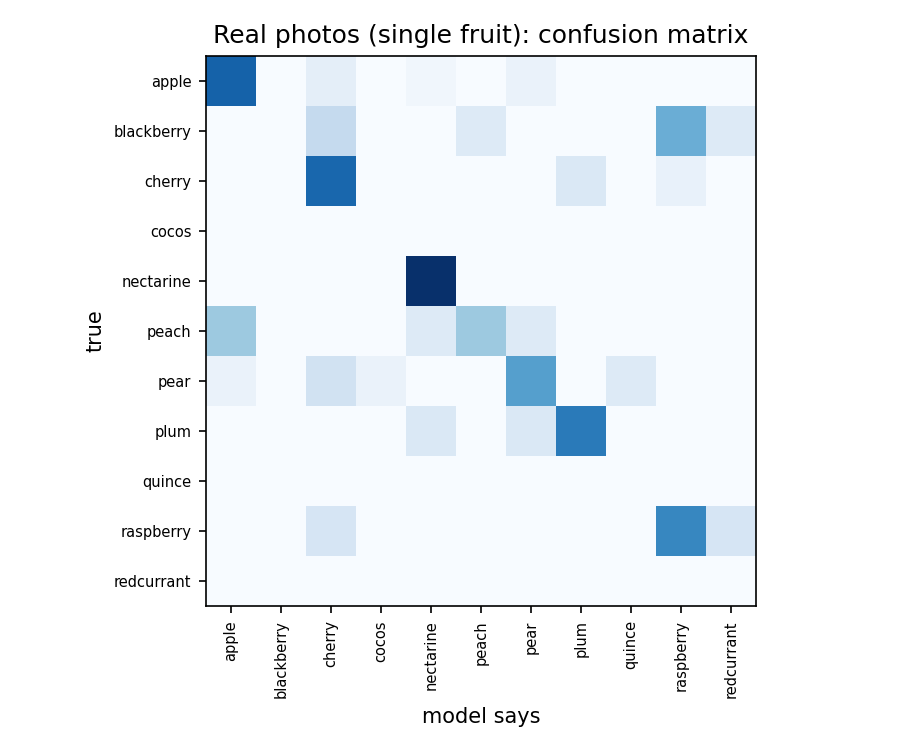 Real photos (single fruit): confusion matrix
true
apple
blackberry
cherry
cocos
nectarine
peach
pear
plum
quince
raspberry
redcurrant
apple
blackberry
cherry
cocos
nectarine
peach
pear
plum
quince
raspberry
redcurrant
model says